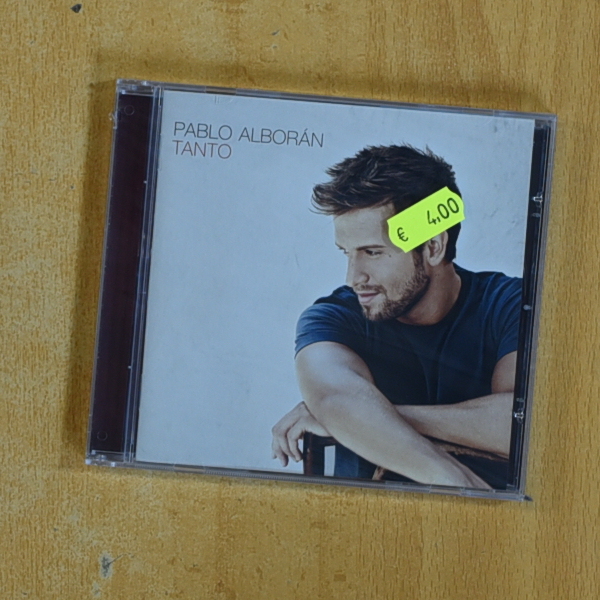 PABLO ALBORÁN
TANTO
€ 4,00